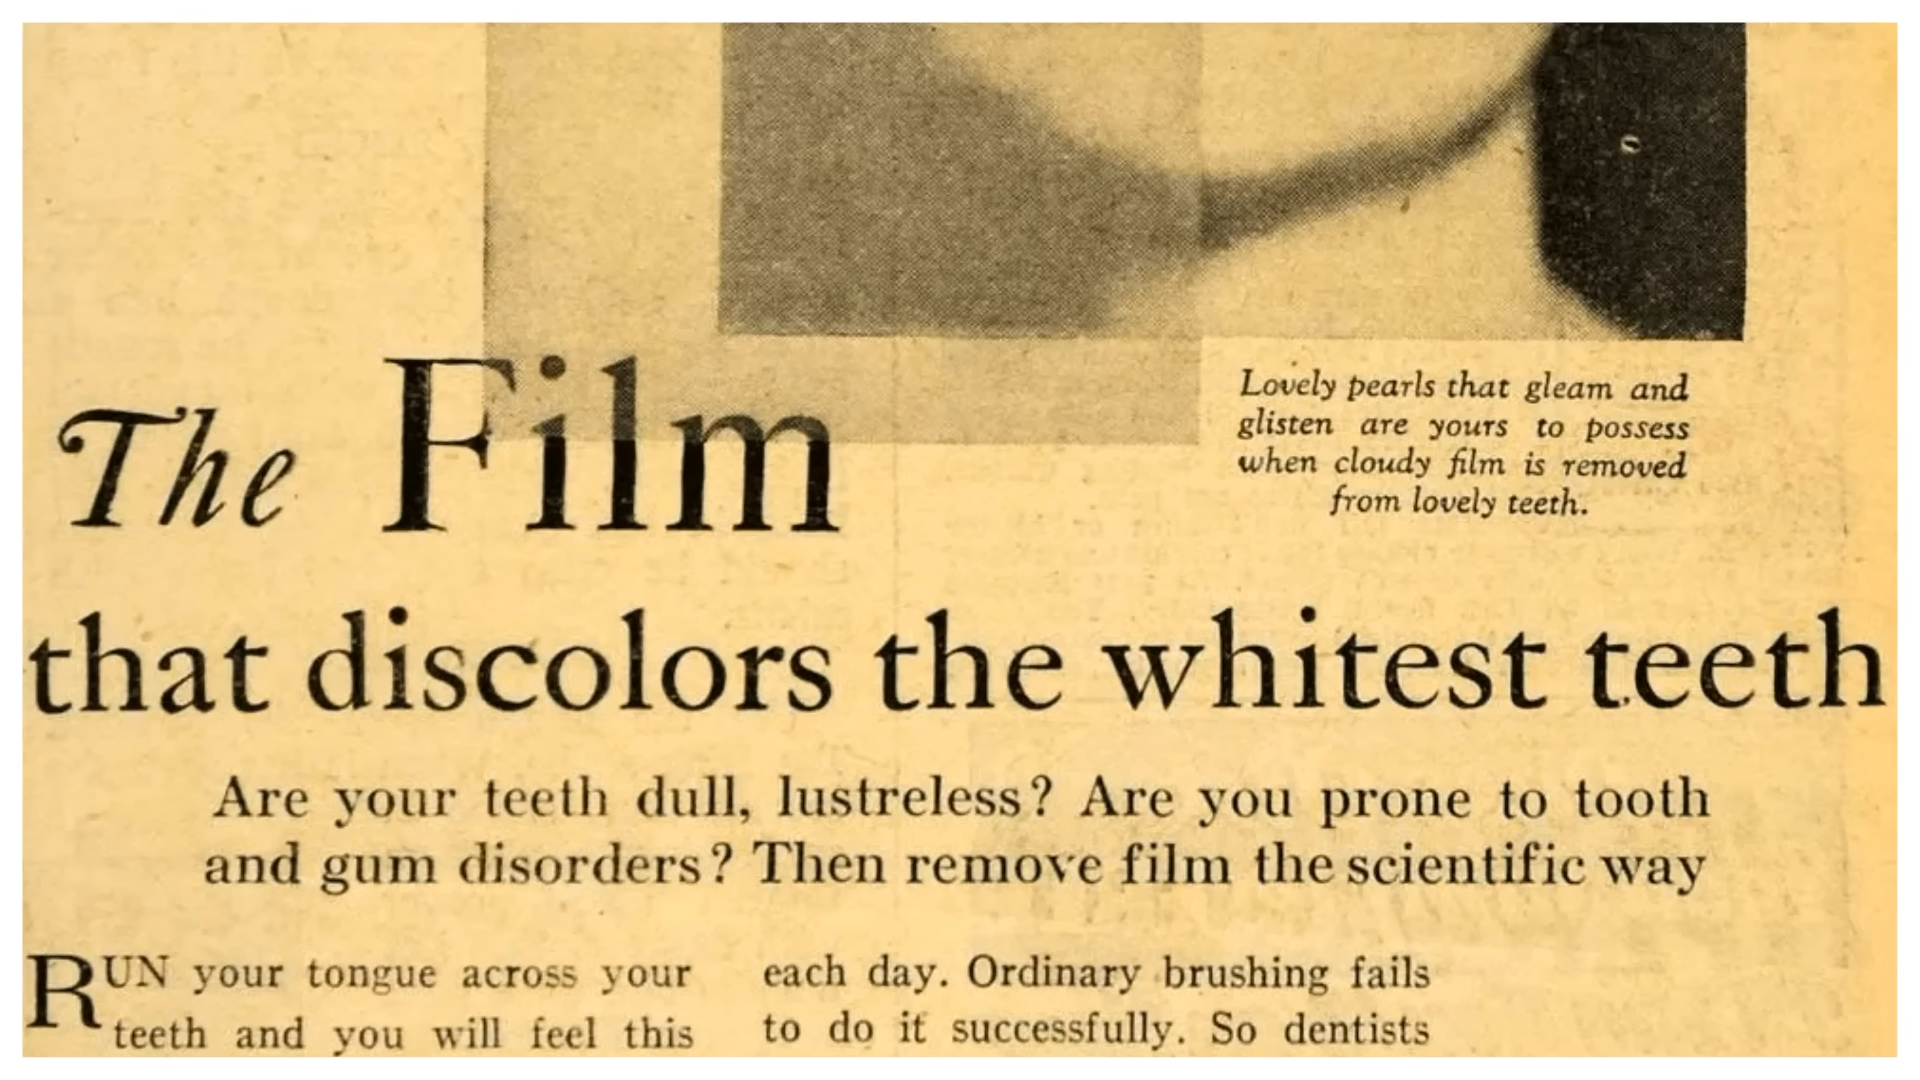 Lovely pearls that gleam and
glisten are yours to possess
when cloudy film is removed
from lovely teeth.
The Film
that discolors the whitest teeth
Are your teeth dull, lustreless? Are you prone to tooth
and gum disorders? Then remove film the scientific way
RUN your tongue across your
teeth and you will feel this
each day. Ordinary brushing fails
to do it successfully. So dentists